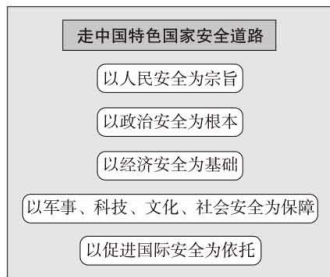 走中国特色国家安全道路
以人民安全为宗旨
以政治安全为根本
以经济安全为基础
以军事、科技、文化、社会安全为保障
以促进国际安全为依托